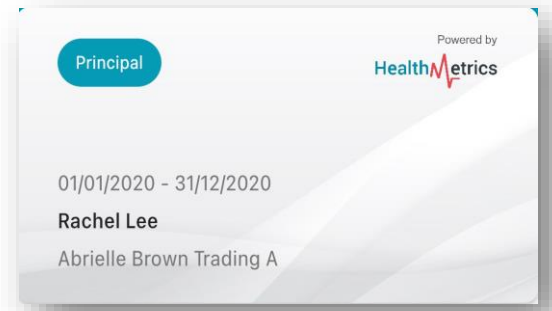 Principal
Powered by
HealthMetrics
01/01/2020 - 31/12/2020
Rachel Lee
Abrielle Brown Trading A